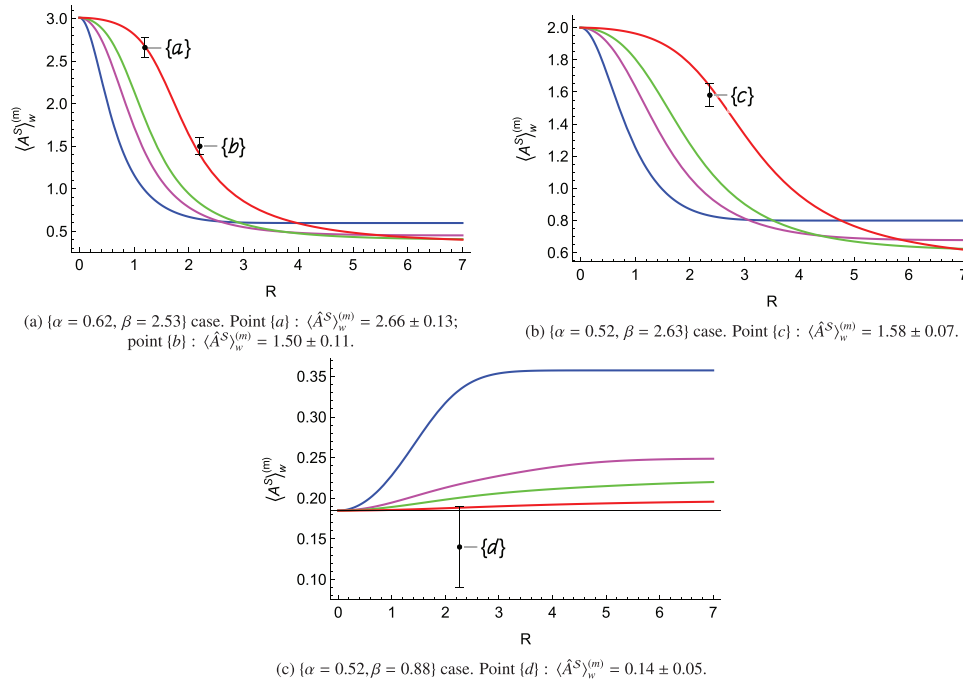 3.0
2.5
2.0
1.5
1.0
0.5
⟨A^S⟩_w^(m)
{a}
{b}
0 1 2 3 4 5 6 7
R
(a) {α = 0.62, β = 2.53} case. Point {a} : ⟨Â^S⟩_w^(m) = 2.66 ± 0.13;
point {b} : ⟨Â^S⟩_w^(m) = 1.50 ± 0.11.
2.0
1.8
1.6
1.4
1.2
1.0
0.8
0.6
⟨A^S⟩_w^(m)
{c}
0 1 2 3 4 5 6 7
R
(b) {α = 0.52, β = 2.63} case. Point {c} : ⟨Â^S⟩_w^(m) = 1.58 ± 0.07.
0.35
0.30
0.25
0.20
0.15
0.10
⟨A^S⟩_w^(m)
{d}
0 1 2 3 4 5 6 7
R
(c) {α = 0.52, β = 0.88} case. Point {d} : ⟨Â^S⟩_w^(m) = 0.14 ± 0.05.